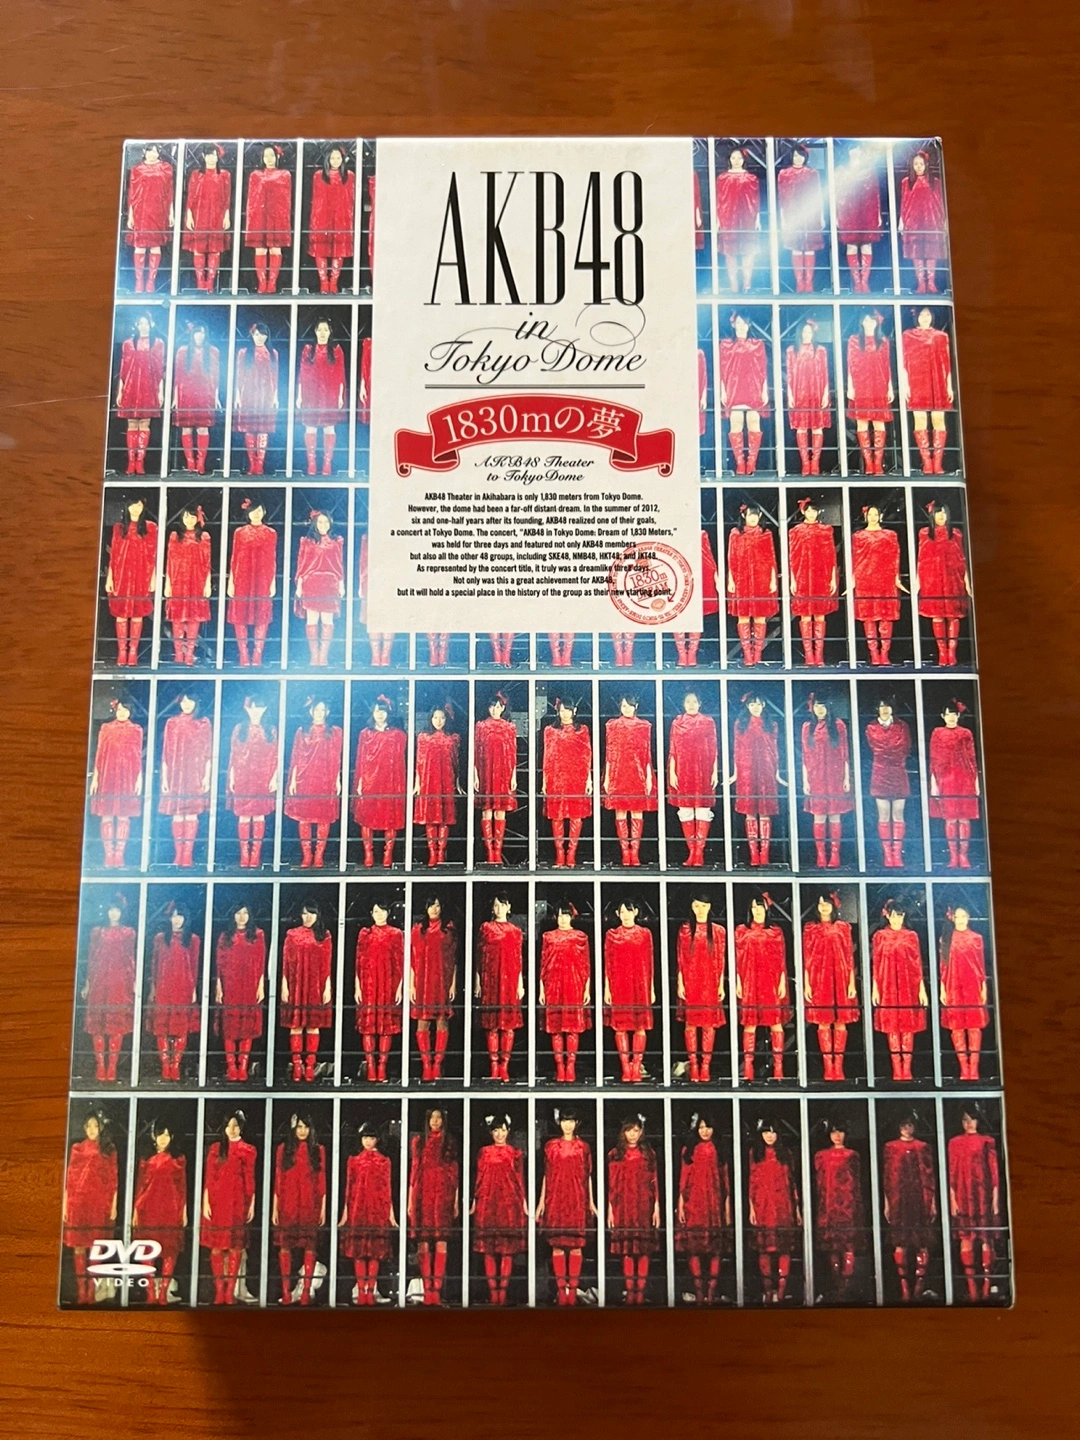 AKB48
in
Tokyo Dome
1830mの夢
AKB48 Theater
to Tokyo Dome
AKB48 Theater in Akihabara is only 1,830 meters from Tokyo Dome.
However, the dome had been a far-off distant dream. In the summer of 2012,
six and one-half years after its founding, AKB48 realized one of their goals,
a concert at Tokyo Dome. The concert, "AKB48 in Tokyo Dome: Dream of 1,830 Meters,"
was held for three days and featured not only AKB48 members
but also all the other 48 groups, including SKE48, NMB48, HKT48, and JKT48.
As represented by the concert title, it truly was a dreamlike three days.
Not only was this a great achievement for AKB48,
but it will hold a special place in the history of the group as their new starting point.
1830m
DREAM
DVD
VIDEO